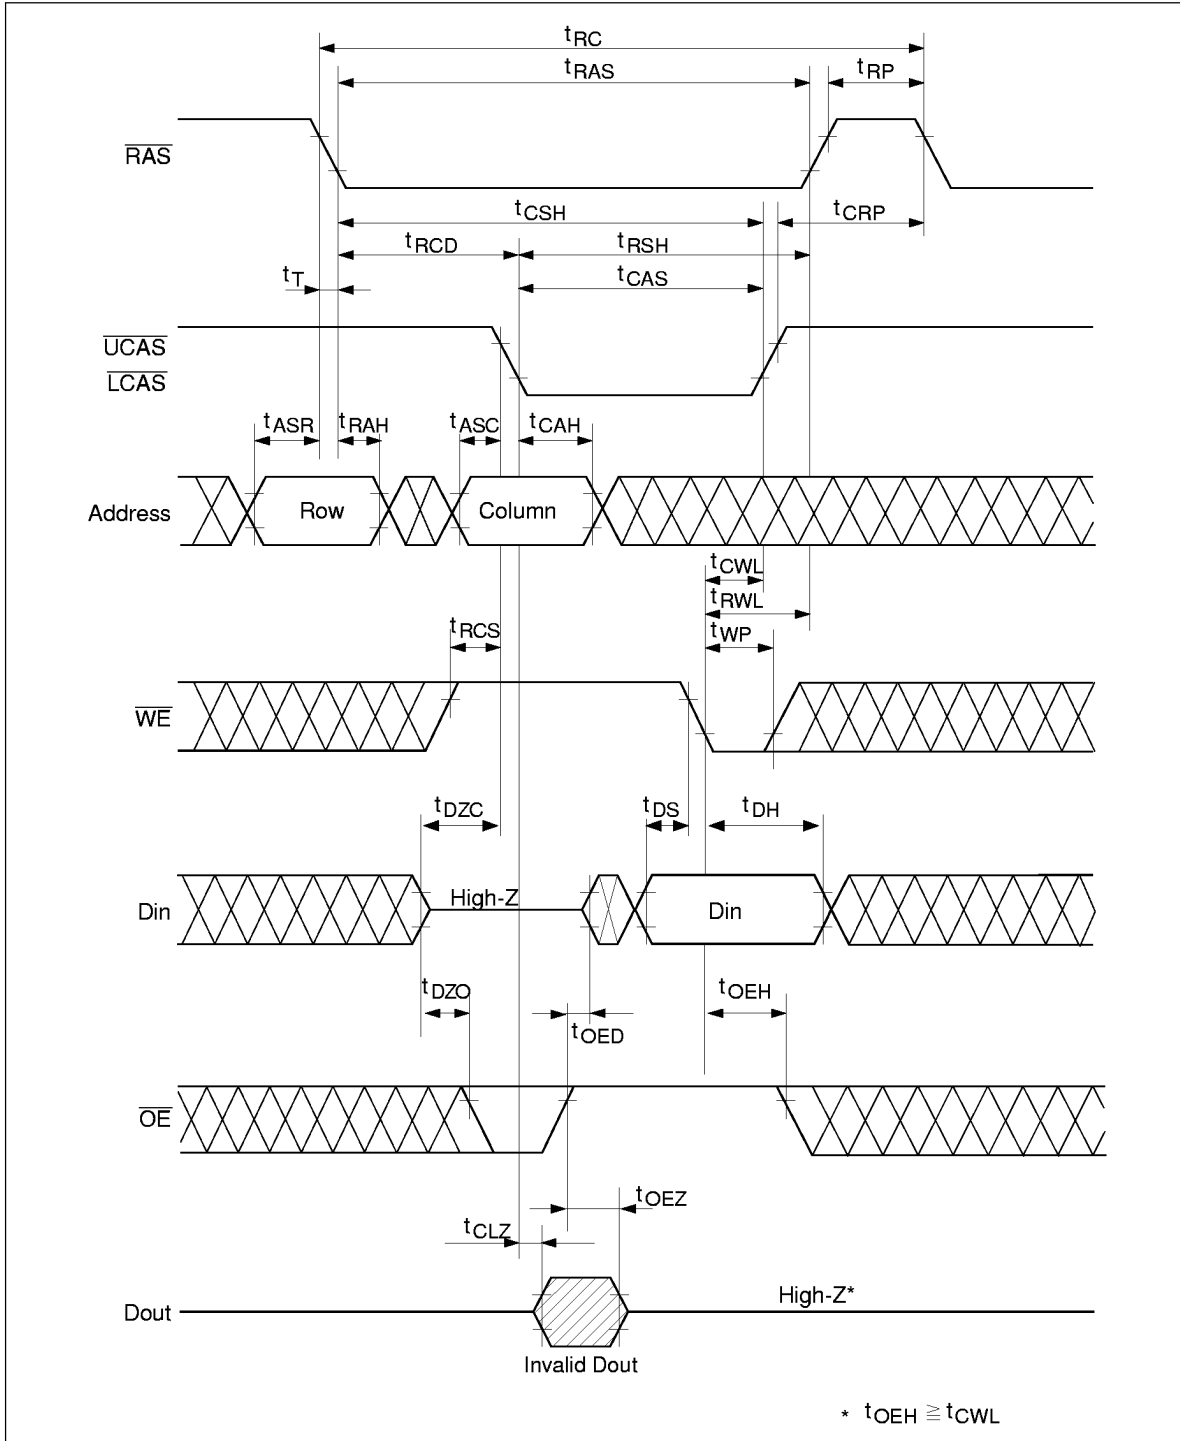 tRC
tRAS
tRP
RAS
tCSH
tCRP
tRCD
tRSH
tT
tCAS
UCAS
LCAS
tASR
tRAH
tASC
tCAH
Address
Row
Column
tCWL
tRWL
tRCS
tWP
WE
tDZC
tDS
tDH
High-Z
Din
Din
tDZO
tOEH
tOED
OE
tOEZ
tCLZ
High-Z*
Dout
Invalid Dout
* tOEH ≧ tCWL